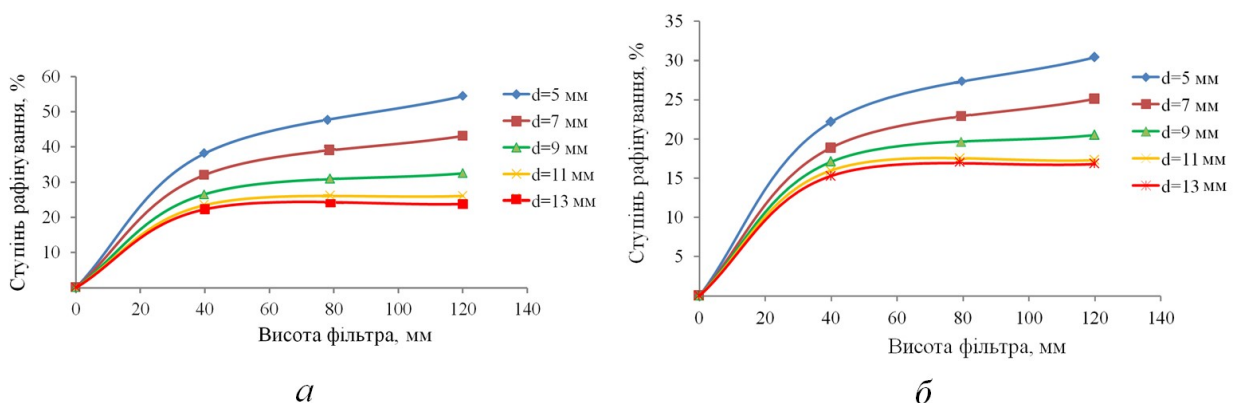 Ступінь рафінування, %
60
50
40
30
20
10
0
0 20 40 60 80 100 120 140
Висота фільтра, мм
d=5 мм
d=7 мм
d=9 мм
d=11 мм
d=13 мм
а
Ступінь рафінування, %
35
30
25
20
15
10
5
0
0 20 40 60 80 100 120 140
Висота фільтра, мм
d=5 мм
d=7 мм
d=9 мм
d=11 мм
d=13 мм
б